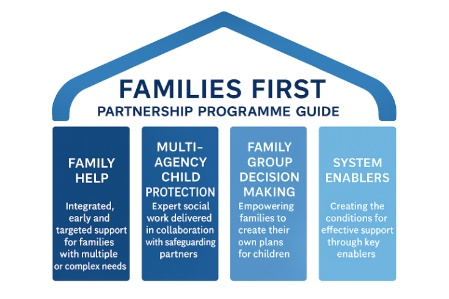 FAMILIES FIRST
PARTNERSHIP PROGRAMME GUIDE
FAMILY
HELP
Integrated,
early and
targeted support
for families
with multiple
or complex needs
MULTI-
AGENCY
CHILD
PROTECTION
Expert social
work delivered
in collaboration
with safeguarding
partners
FAMILY
GROUP
DECISION
MAKING
Empowering
families to
create their
own plans
for children
SYSTEM
ENABLERS
Creating the
conditions for
effective support
through key
enablers